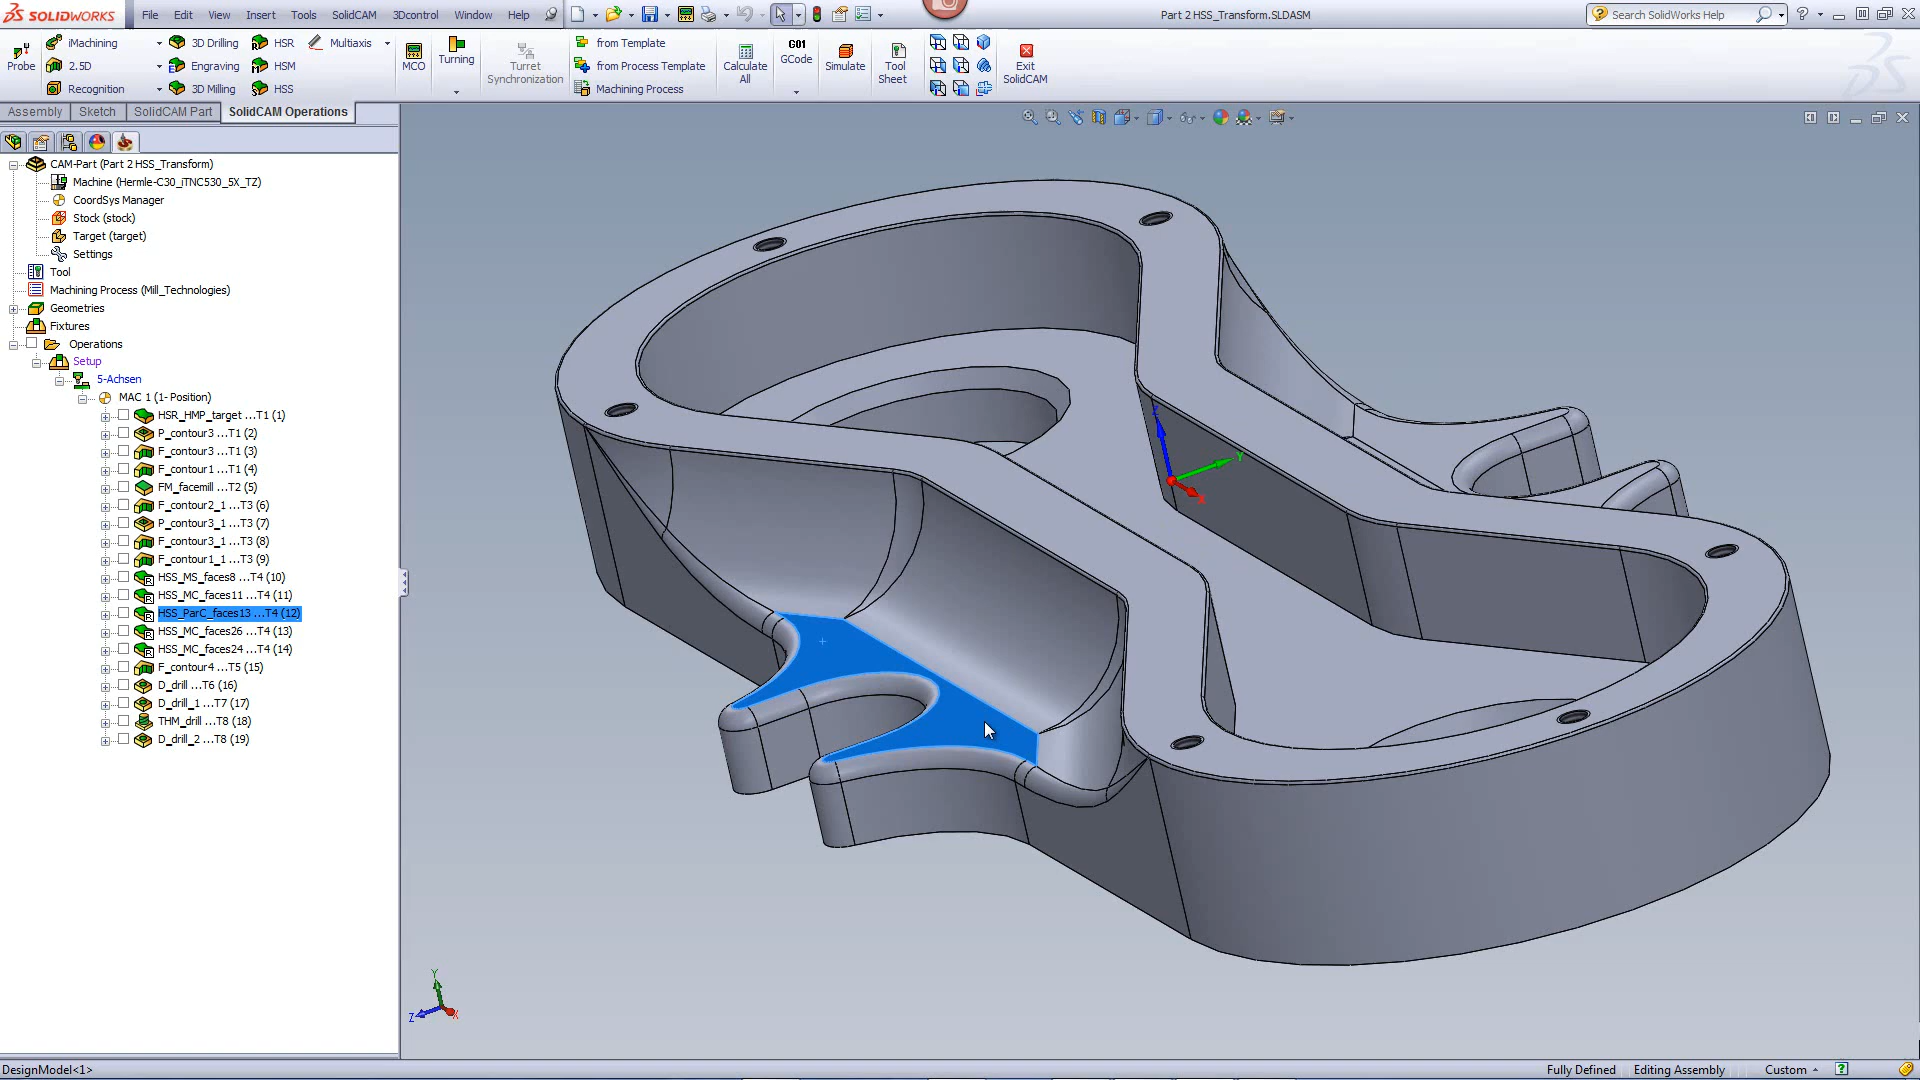 SOLIDWORKS File Edit View Insert Tools SolidCAM 3Dcontrol Window Help Part 2 HSS_Transform.SLDASM Search SolidWorks Help
iMachining 3D Drilling HSR Multiaxis from Template
Probe 2.5D Engraving HSM MCO Turning Turret Synchronization from Process Template Calculate All GCode Simulate Tool Sheet Exit SolidCAM
Recognition 3D Milling HSS Machining Process
G01
Assembly Sketch SolidCAM Part SolidCAM Operations
CAM-Part (Part 2 HSS_Transform)
Machine (Hermle-C30_iTNC530_5X_TZ)
CoordSys Manager
Stock (stock)
Target (target)
Settings
Tool
Machining Process (Mill_Technologies)
Geometries
Fixtures
Operations
Setup
5-Achsen
MAC 1 (1- Position)
HSR_HMP_target ...T1 (1)
P_contour3 ...T1 (2)
F_contour3 ...T1 (3)
F_contour1 ...T1 (4)
FM_facemill ...T2 (5)
F_contour2_1 ...T3 (6)
P_contour3_1 ...T3 (7)
F_contour3_1 ...T3 (8)
F_contour1_1 ...T3 (9)
HSS_MS_faces8 ...T4 (10)
HSS_MC_faces11 ...T4 (11)
HSS_ParC_faces13 ...T4 (12)
HSS_MC_faces26 ...T4 (13)
HSS_MC_faces24 ...T4 (14)
F_contour4 ...T5 (15)
D_drill ...T6 (16)
D_drill_1 ...T7 (17)
THM_drill ...T8 (18)
D_drill_2 ...T8 (19)
Z Y X
Y
Z X
DesignModel<1> Fully Defined Editing Assembly Custom